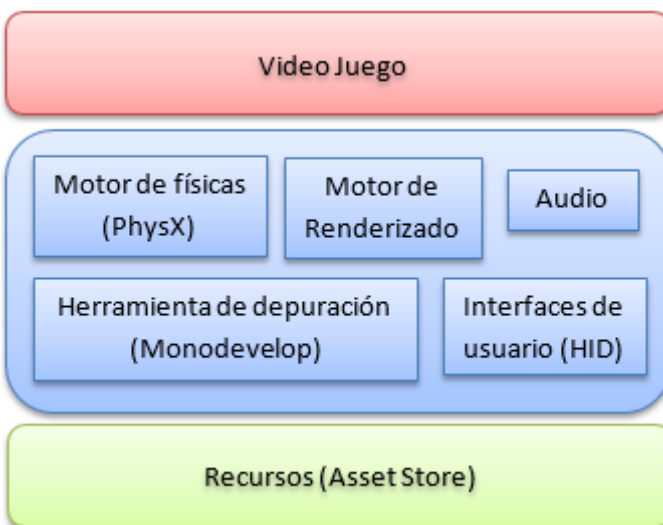 Video Juego
Motor de físicas
(PhysX)
Motor de
Renderizado
Audio
Herramienta de depuración
(Monodevelop)
Interfaces de
usuario (HID)
Recursos (Asset Store)